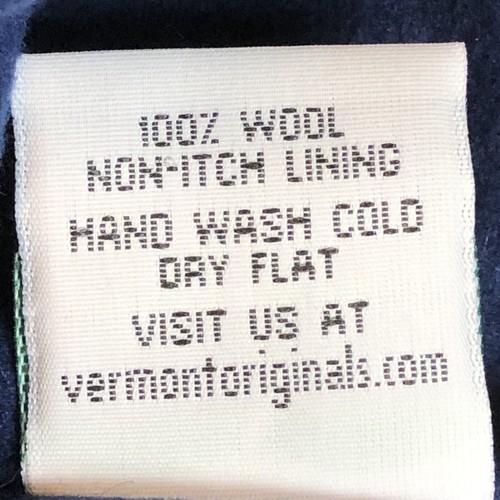 100% WOOL
NON-ITCH LINING
HAND WASH COLD
DRY FLAT
VISIT US AT
vermontoriginals.com